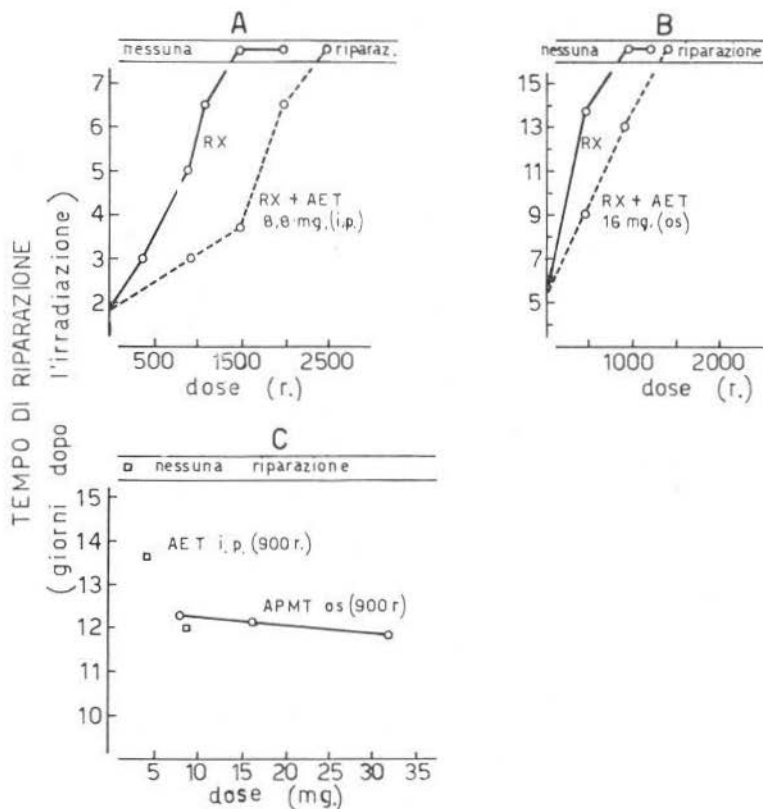 A
nessuna riparaz.
7
6
5
4
3
2
RX
RX + AET
8,8 mg. (i,p.)
500 1000 1500 2000 2500
dose (r.)
B
nessuna riparazione
15
13
11
9
7
5
RX
RX + AET
16 mg. (os)
1000 2000
dose (r.)
TEMPO DI RIPARAZIONE
(giorni dopo l'irradiazione)
C
nessuna riparazione
15
14
13
12
11
10
AET i,p, (900 r.)
APMT os (900 r)
5 10 15 20 25 30 35
dose (mg.)